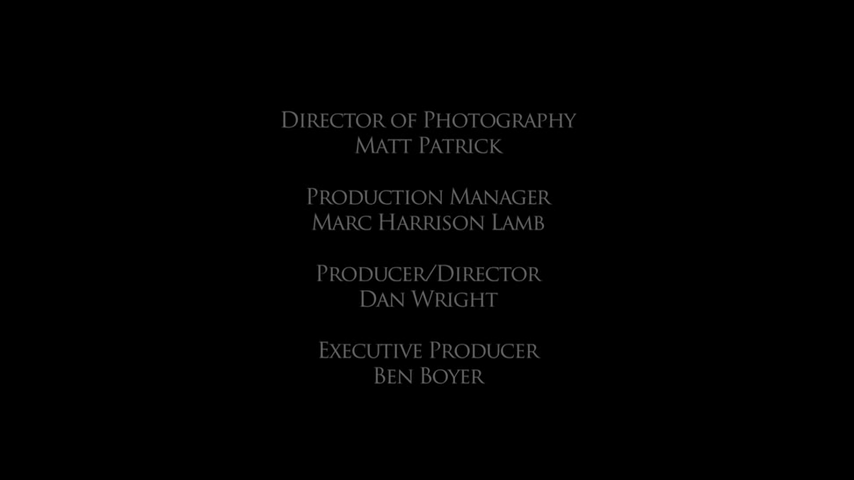 Director of Photography
Matt Patrick
Production Manager
Marc Harrison Lamb
Producer/Director
Dan Wright
Executive Producer
Ben Boyer